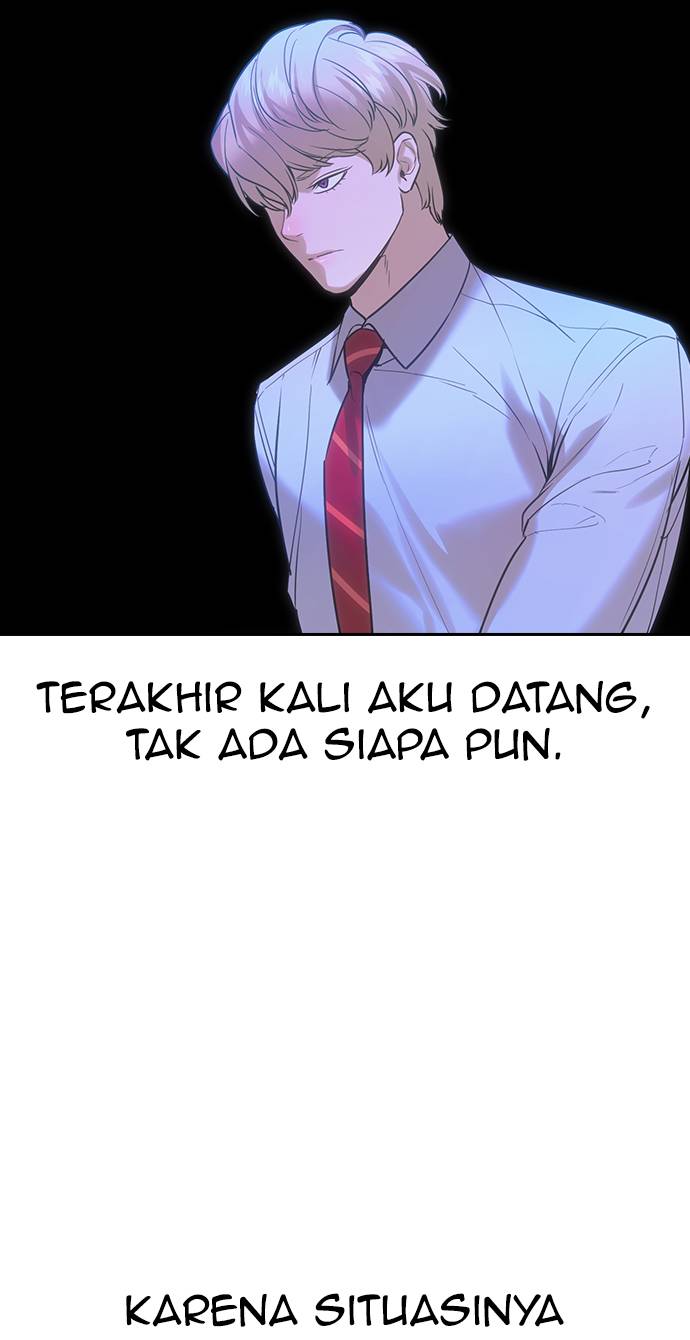 TERAKHIR KALI AKU DATANG,
TAK ADA SIAPA PUN.
KARENA SITUASINYA